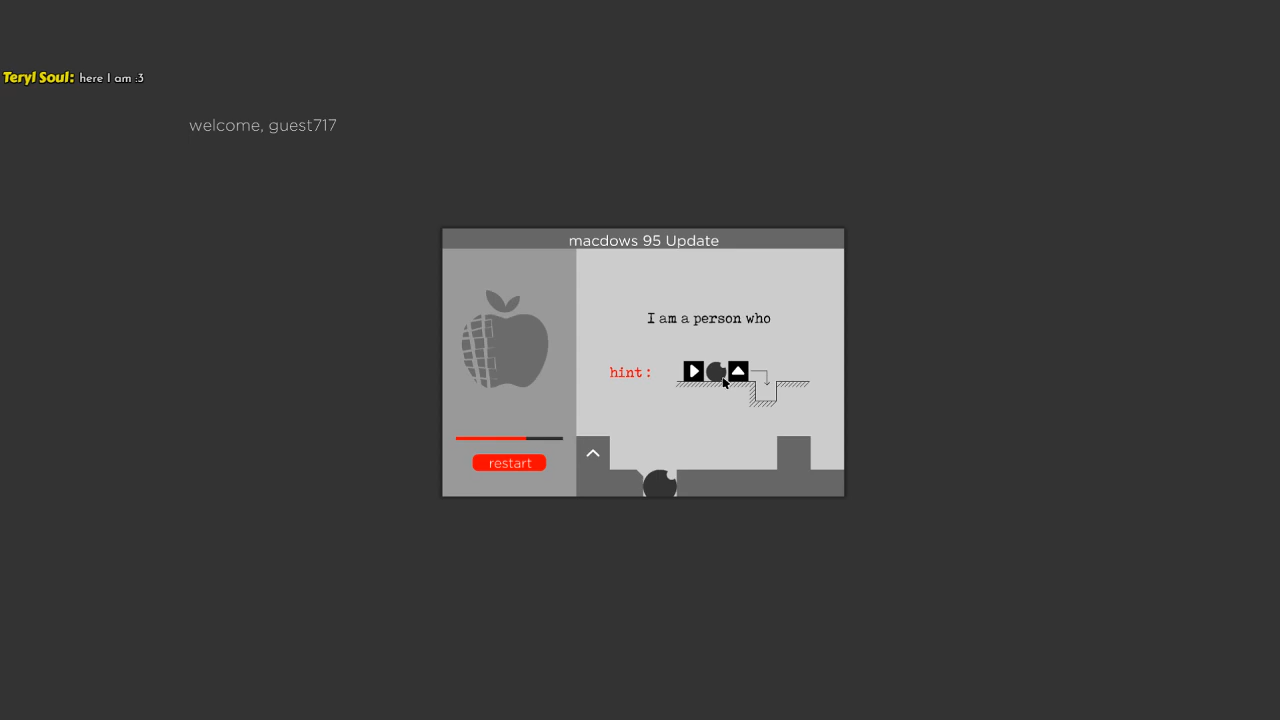 Teryl Soul: here I am :3
welcome, guest717
macdows 95 Update
I am a person who
hint:
restart